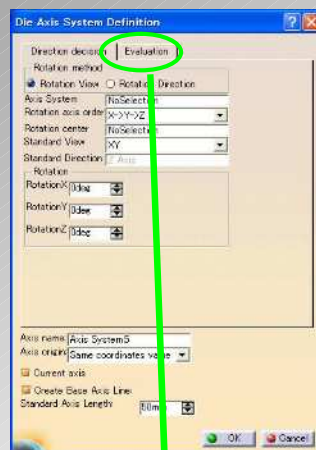 Die Axis System Definition
Direction decision Evaluation
Rotation method
Rotation View Rotation Direction
Axis System NoSelection
Rotation axis order X->Y->Z
Rotation center NoSelection
Standard View XY
Standard Direction Z Axis
Rotation
RotationX 0deg
RotationY 0deg
RotationZ 0deg
Axis name: Axis System5
Axis origin: Same coordinates value
Current axis
Create Base Axis Line
Standard Axis Length 50mm
OK Cancel